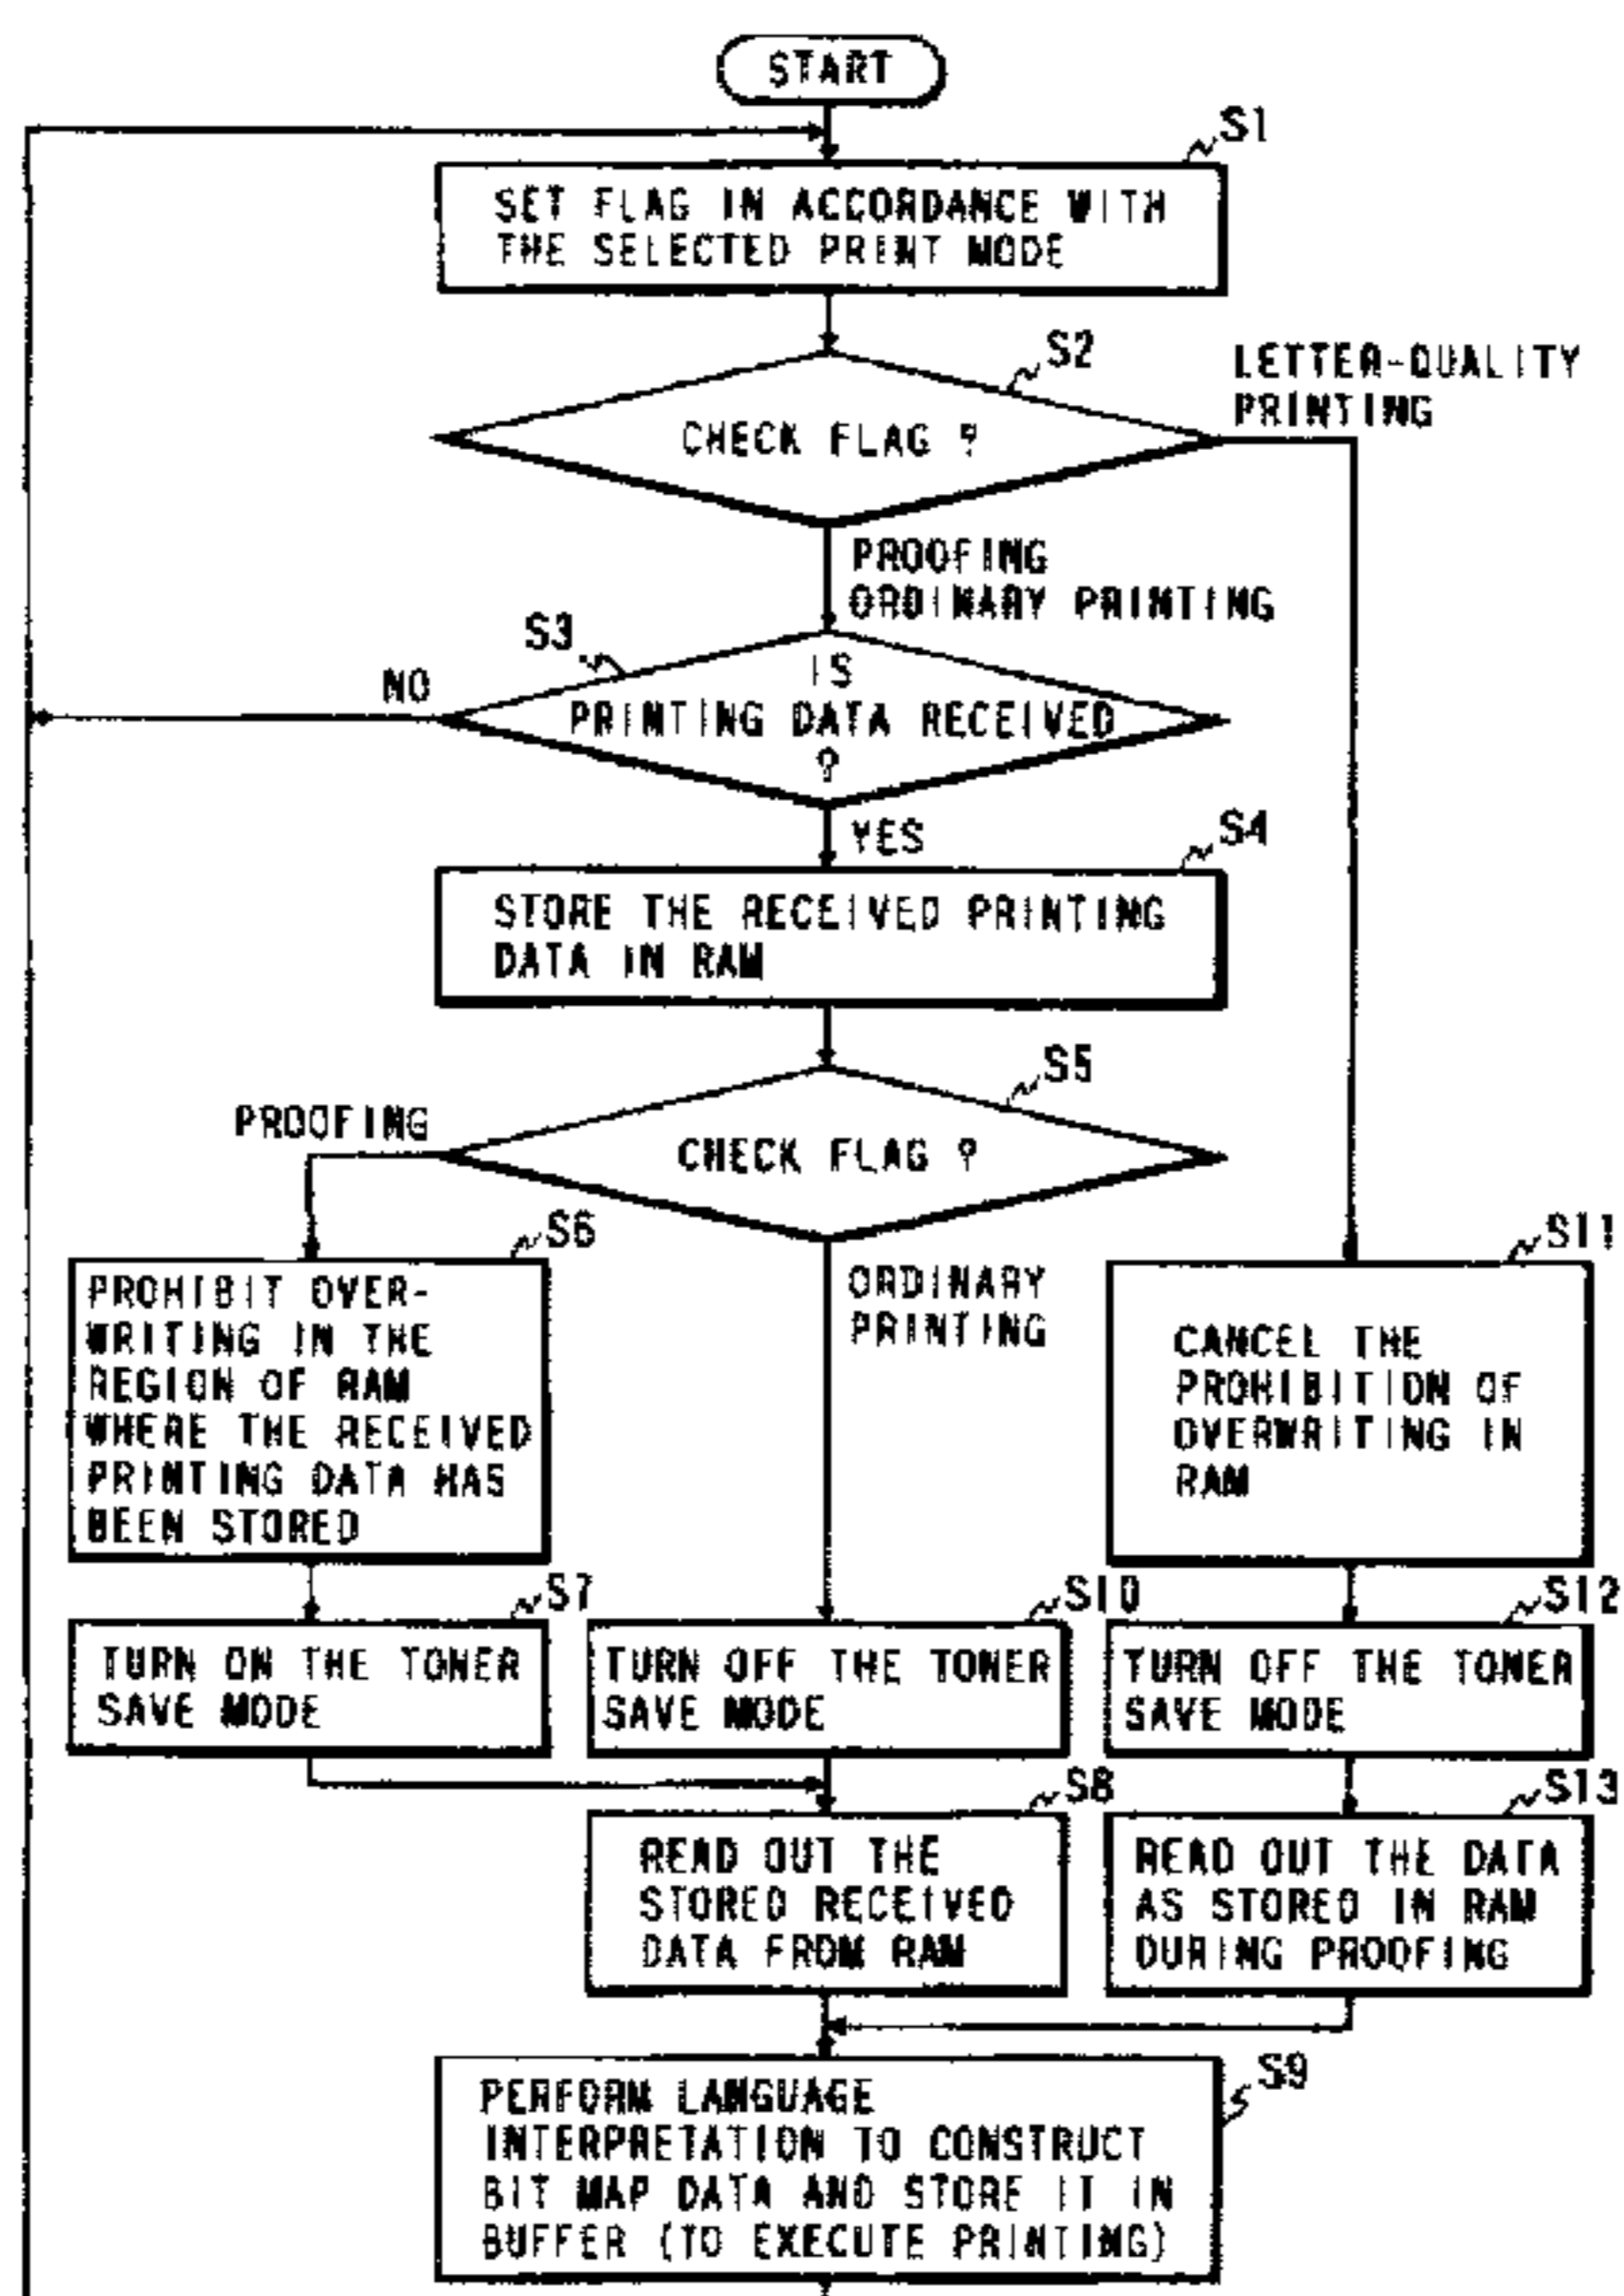 START
S1
SET FLAG IN ACCORDANCE WITH
THE SELECTED PRINT MODE
S2
LETTER-QUALITY
PRINTING
CHECK FLAG ?
PROOFING
ORDINARY PRINTING
S3
NO
IS
PRINTING DATA RECEIVED
?
YES
S4
STORE THE RECEIVED PRINTING
DATA IN RAM
S5
PROOFING
CHECK FLAG ?
S6
PROHIBIT OVER-
WRITING IN THE
REGION OF RAM
WHERE THE RECEIVED
PRINTING DATA HAS
BEEN STORED
ORDINARY
PRINTING
S11
CANCEL THE
PROHIBITION OF
OVERWRITING IN
RAM
S7
TURN ON THE TONER
SAVE MODE
S10
TURN OFF THE TONER
SAVE MODE
S12
TURN OFF THE TONER
SAVE MODE
S8
READ OUT THE
STORED RECEIVED
DATA FROM RAM
S13
READ OUT THE DATA
AS STORED IN RAM
DURING PROOFING
S9
PERFORM LANGUAGE
INTERPRETATION TO CONSTRUCT
BIT MAP DATA AND STORE IT IN
BUFFER (TO EXECUTE PRINTING)